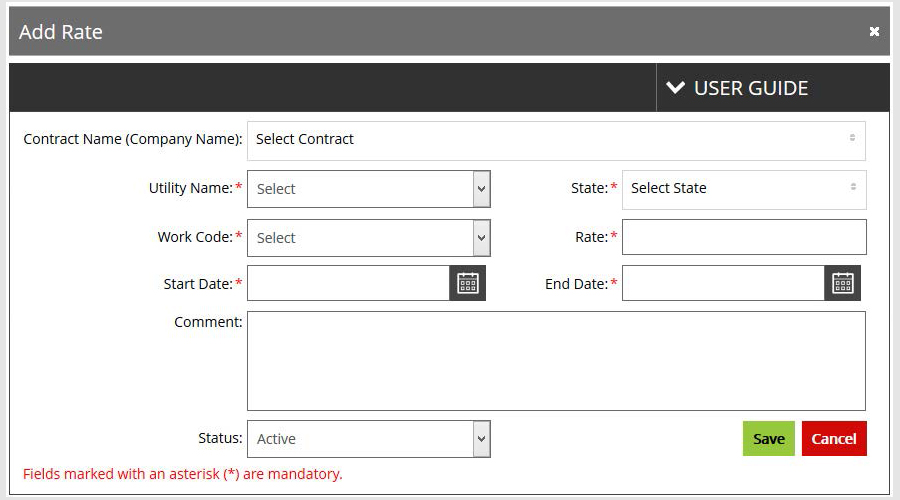 Add Rate
USER GUIDE
Contract Name (Company Name): Select Contract
Utility Name:* Select State:* Select State
Work Code:* Select Rate:*
Start Date:* End Date:*
Comment:
Status: Active Save Cancel
Fields marked with an asterisk (*) are mandatory.